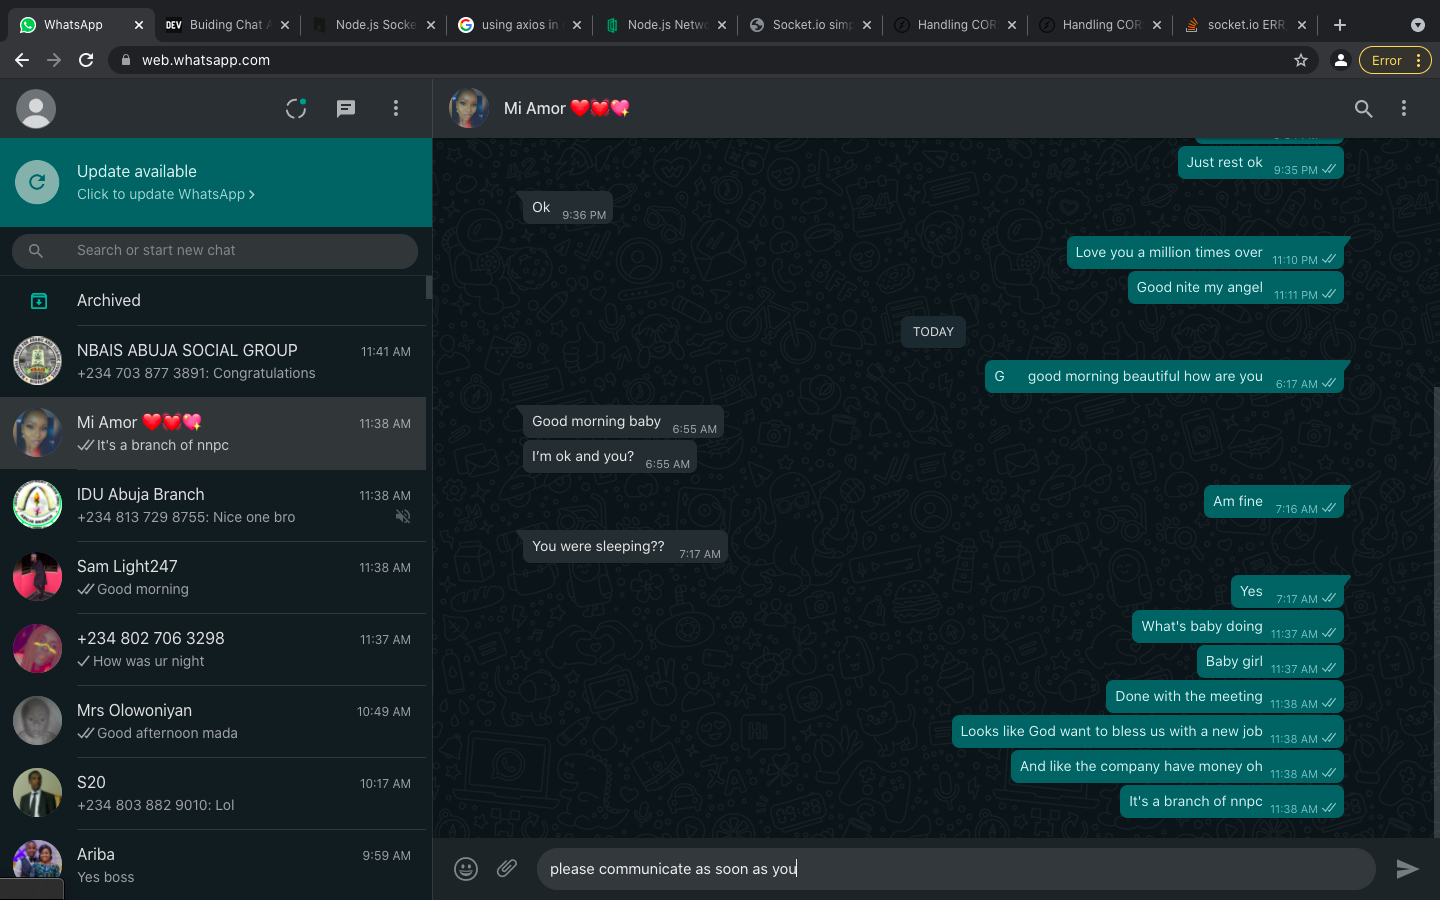 WhatsApp
DEV Buiding Chat A
Node.js Socke
using axios in
Node.js Netwo
Socket.io simp
Handling COR
Handling COR
socket.io ERR
web.whatsapp.com
Error
Update available
Click to update WhatsApp
Search or start new chat
Archived
NBAIS ABUJA SOCIAL GROUP 11:41 AM
+234 703 877 3891: Congratulations
Mi Amor ❤️💓💖 11:38 AM
It's a branch of nnpc
IDU Abuja Branch 11:38 AM
+234 813 729 8755: Nice one bro
Sam Light247 11:38 AM
Good morning
+234 802 706 3298 11:37 AM
How was ur night
Mrs Olowoniyan 10:49 AM
Good afternoon mada
S20 10:17 AM
+234 803 882 9010: Lol
Ariba 9:59 AM
Yes boss
Mi Amor ❤️💓💖
Just rest ok 9:35 PM
Ok 9:36 PM
Love you a million times over 11:10 PM
Good nite my angel 11:11 PM
TODAY
G good morning beautiful how are you 6:17 AM
Good morning baby 6:55 AM
I'm ok and you? 6:55 AM
Am fine 7:16 AM
You were sleeping?? 7:17 AM
Yes 7:17 AM
What's baby doing 11:37 AM
Baby girl 11:37 AM
Done with the meeting 11:38 AM
Looks like God want to bless us with a new job 11:38 AM
And like the company have money oh 11:38 AM
It's a branch of nnpc 11:38 AM
please communicate as soon as you